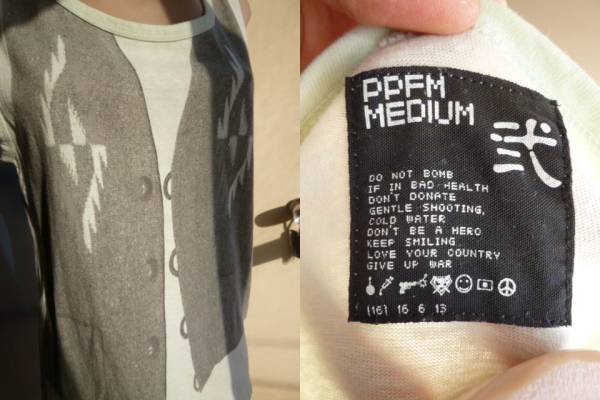 PPFM
MEDIUM
弐
DO NOT BOMB
IF IN BAD HEALTH
DON'T DONATE
GENTLE SHOOTING,
COLD WATER
DON'T BE A HERO
KEEP SMILING
LOVE YOUR COUNTRY
GIVE UP WAR
(16) 16 6 13